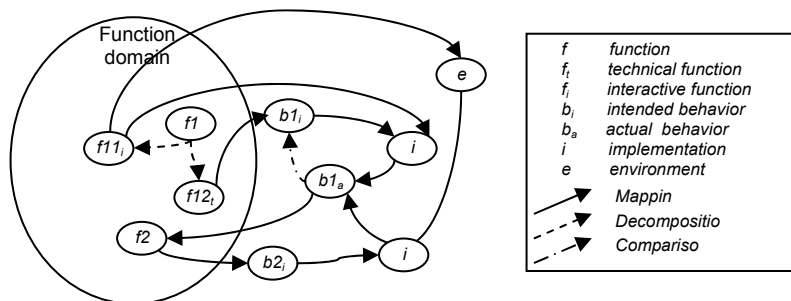 Function
domain
e
f1
b1i
f11i
i
b1a
f12t
f2
b2i
i
f function
ft technical function
fi interactive function
bi intended behavior
ba actual behavior
i implementation
e environment
Mappin
Decompositio
Compariso